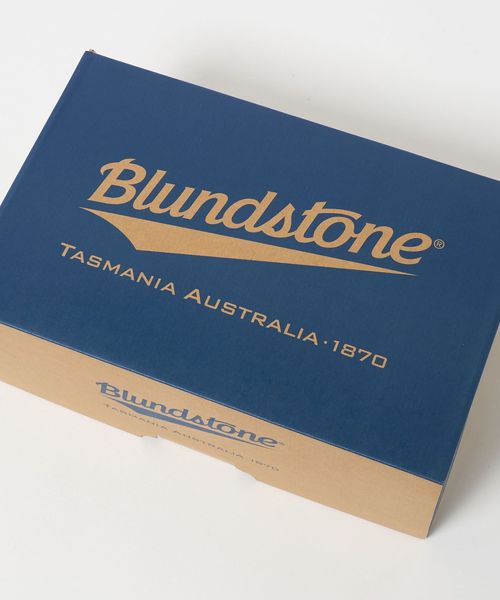 Blundstone®
TASMANIA AUSTRALIA · 1870
Blundstone®
TASMANIA AUSTRALIA · 1870